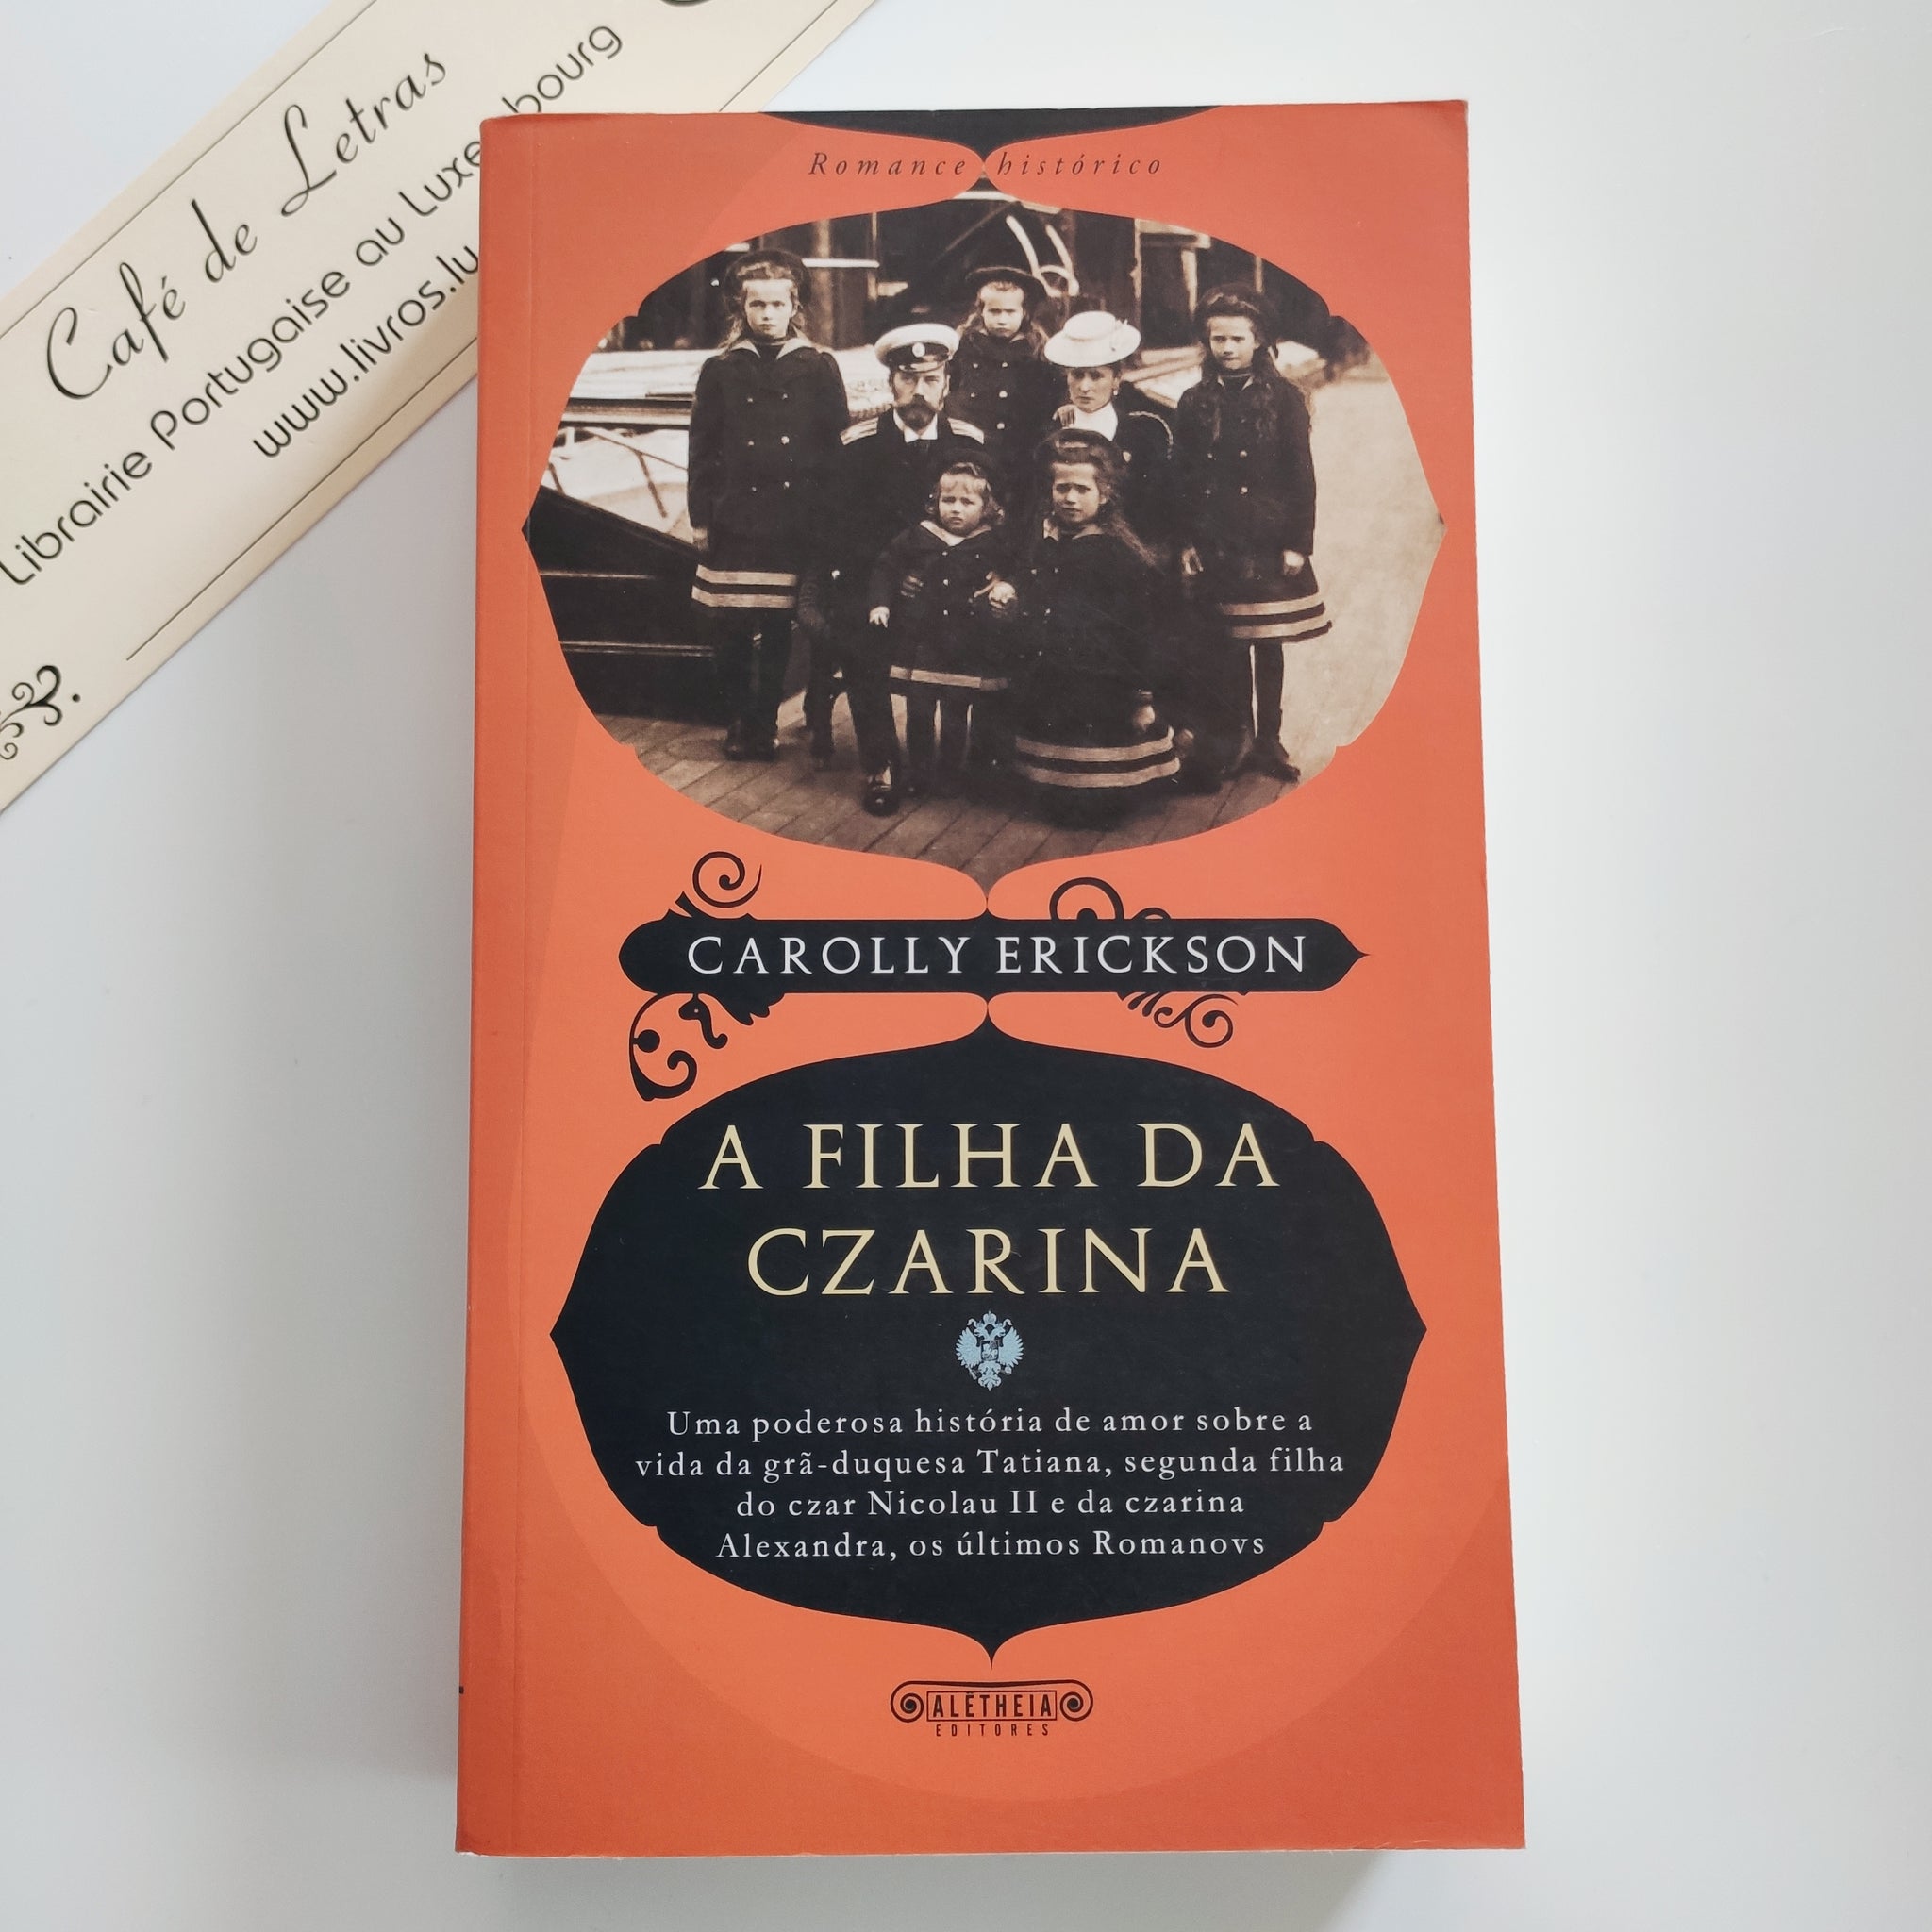 Café de Letras
Librairie Portugaise au Luxe bourg
www.livros.lu
Romance histórico
CAROLLY ERICKSON
A FILHA DA
CZARINA
Uma poderosa história de amor sobre a
vida da grã-duquesa Tatiana, segunda filha
do czar Nicolau II e da czarina
Alexandra, os últimos Romanovs
ALÊTHEIA
EDITORES